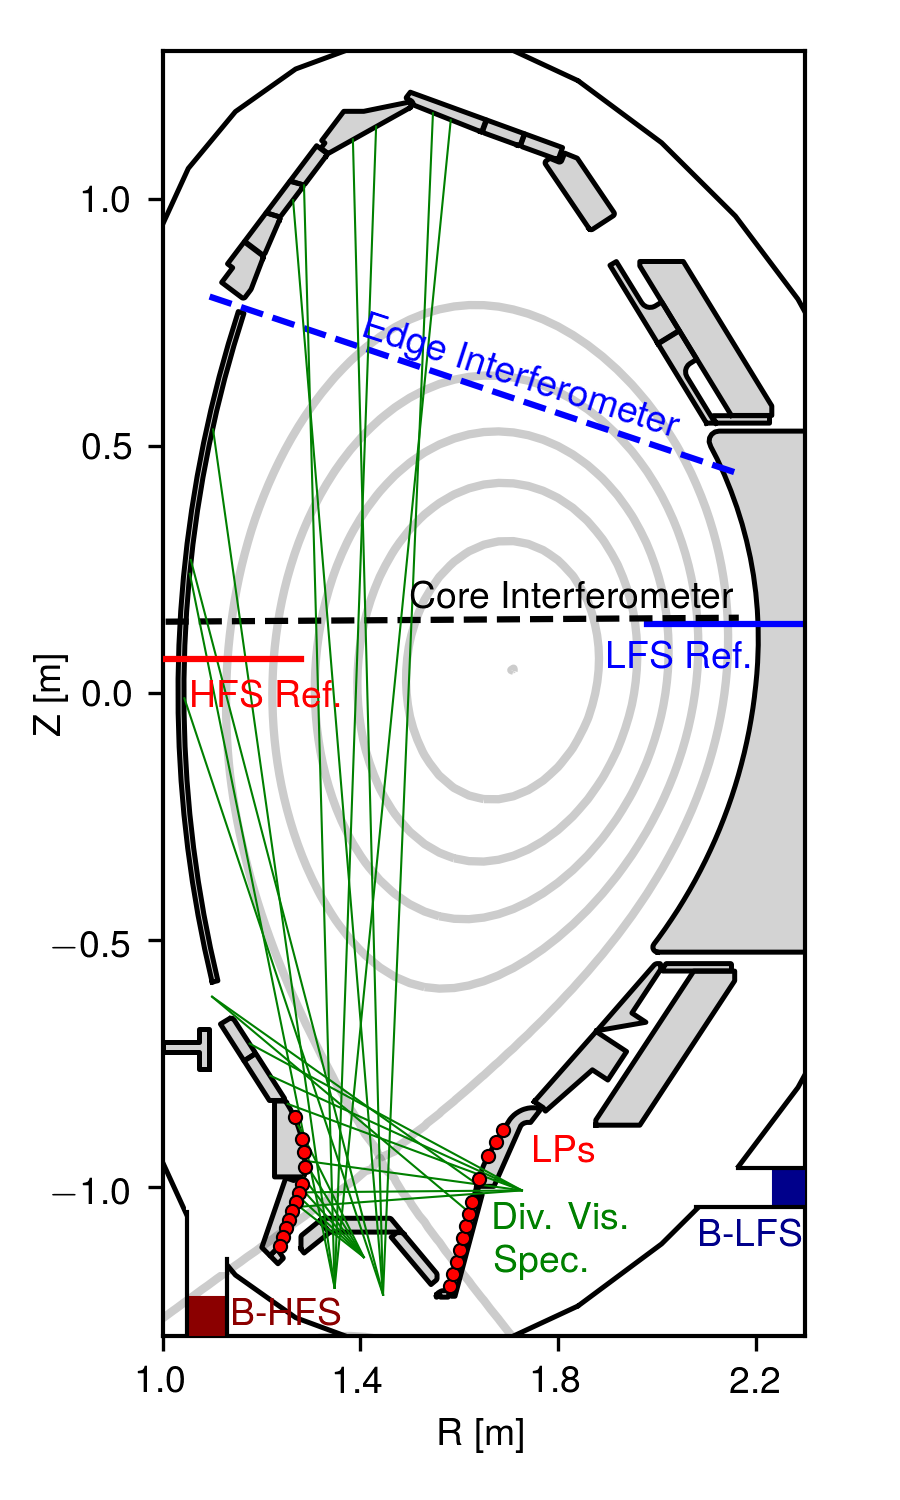 1.0
Edge Interferometer
0.5
Core Interferometer
LFS Ref.
HFS Ref.
0.0
Z [m]
−0.5
LPs
−1.0
Div. Vis.
Spec.
B-LFS
B-HFS
1.0 1.4 1.8 2.2
R [m]